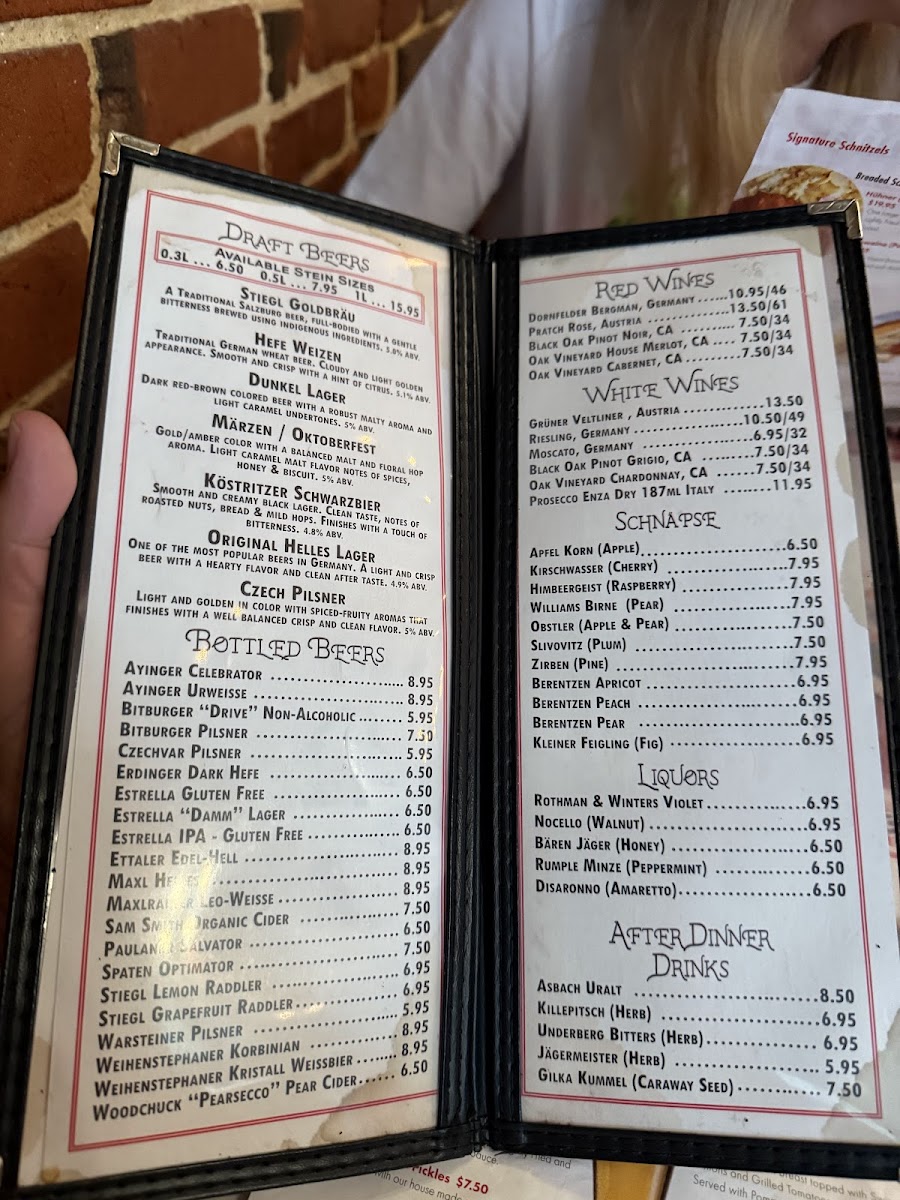 DRAFT BEERS
AVAILABLE STEIN SIZES
0.3L ... 6.50 0.5L ... 7.95 1L ... 15.95
STIEGL GOLDBRÄU
A TRADITIONAL SALZBURG BEER, FULL-BODIED WITH A GENTLE
BITTERNESS BREWED USING INDIGENOUS INGREDIENTS. 5.0% ABV.
HEFE WEIZEN
TRADITIONAL GERMAN WHEAT BEER. CLOUDY AND LIGHT GOLDEN
APPEARANCE. SMOOTH AND CRISP WITH A HINT OF CITRUS. 5.1% ABV.
DUNKEL LAGER
DARK RED-BROWN IN COLORED BEER WITH A ROBUST MALTY AROMA AND
LIGHT CARAMEL UNDERTONES. 5% ABV.
MÄRZEN / OKTOBERFEST
GOLD/AMBER COLOR WITH A BALANCED MALT AND FLORAL HOP
AROMA. LIGHT CARAMEL MALT FLAVOR NOTES OF SPICES,
HONEY & BISCUIT. 5% ABV.
KÖSTRITZER SCHWARZBIER
SMOOTH AND CREAMY BLACK LAGER. CLEAN TASTE, NOTES OF
ROASTED NUTS, BREAD & MILD HOPS. FINISHES WITH A TOUCH OF
BITTERNESS. 4.8% ABV.
ORIGINAL HELLES LAGER
ONE OF THE MOST POPULAR BEERS IN GERMANY. A LIGHT AND CRISP
BEER WITH A HEARTY FLAVOR AND CLEAN AFTER TASTE. 4.9% ABV.
CZECH PILSNER
LIGHT AND GOLDEN IN COLOR WITH SPICED-FRUITY AROMAS THAT
FINISHES WITH A WELL BALANCED CRISP AND CLEAN FLAVOR. 5% ABV.
BOTTLED BEERS
AYINGER CELEBRATOR ........ 8.95
AYINGER URWEISSE ........ 8.95
BITBURGER "DRIVE" NON-ALCOHOLIC ........ 5.95
BITBURGER PILSNER ........ 7.50
CZECHVAR PILSNER ........ 5.95
ERDINGER DARK HEFE ........ 6.50
ESTRELLA GLUTEN FREE ........ 6.50
ESTRELLA "DAMM" LAGER ........ 6.50
ESTRELLA IPA - GLUTEN FREE ........ 6.50
ETTALER EDEL-HELL ........ 8.95
MAXL HELLES ........ 8.95
MAXLRAINER LEO-WEISSE ........ 8.95
SAM SMITH ORGANIC CIDER ........ 7.50
PAULANER SALVATOR ........ 6.50
SPATEN OPTIMATOR ........ 7.50
STIEGL LEMON RADDLER ........ 6.95
STIEGL GRAPEFRUIT RADDLER ........ 6.95
WARSTEINER PILSNER ........ 5.95
WEIHENSTEPHANER KORBINIAN ........ 8.95
WEIHENSTEPHANER KRISTALL WEISSBIER ........ 8.95
WOODCHUCK "PEARSECCO" PEAR CIDER ...... 6.50
RED WINES
DORNFELDER BERGMAN, GERMANY ......10.95/46
PRATCH ROSE, AUSTRIA ........13.50/61
BLACK OAK PINOT NOIR, CA ........ 7.50/34
OAK VINEYARD HOUSE MERLOT, CA .... 7.50/34
OAK VINEYARD CABERNET, CA ........7.50/34
WHITE WINES
GRÜNER VELTLINER , AUSTRIA ........13.50
RIESLING, GERMANY ........10.50/49
MOSCATO, GERMANY ........6.95/32
BLACK OAK PINOT GRIGIO, CA ........7.50/34
OAK VINEYARD CHARDONNAY, CA .......7.50/34
PROSECCO ENZA DRY 187ML ITALY ........11.95
SCHNAPSE
APFEL KORN (APPLE)........6.50
KIRSCHWASSER (CHERRY) ........7.95
HIMBEERGEIST (RASPBERRY) ........7.95
WILLIAMS BIRNE (PEAR) ........7.95
OBSTLER (APPLE & PEAR) ........7.50
SLIVOVITZ (PLUM) ........7.50
ZIRBEN (PINE) ........7.95
BERENTZEN APRICOT ........6.95
BERENTZEN PEACH ........6.95
BERENTZEN PEAR ........6.95
KLEINER FEIGLING (FIG) ........6.95
LIQUORS
ROTHMAN & WINTERS VIOLET ........6.95
NOCELLO (WALNUT) ........6.95
BÄREN JÄGER (HONEY) ........6.50
RUMPLE MINZE (PEPPERMINT) ........6.50
DISARONNO (AMARETTO)........6.50
AFTER DINNER
DRINKS
ASBACH URALT ........8.50
KILLEPITSCH (HERB) ........6.95
UNDERBERG BITTERS (HERB)........ 6.95
JÄGERMEISTER (HERB) ........ 5.95
GILKA KUMMEL (CARAWAY SEED) ........ 7.50
Signature Schnitzels
Breaded
$19.95
sauce
Pickles $7.50
with our house made
and Grilled
topped with
Served with